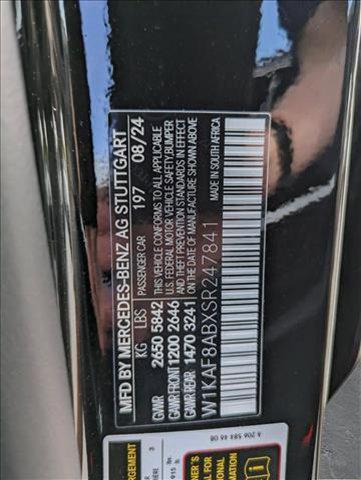 MFD BY MERCEDES-BENZ AG STUTTGART
PASSENGER CAR 197 08/24
KG LBS
GVWR 2650 5842
GAWR FRONT 1200 2646
GAWR REAR 1470 3241
THIS VEHICLE CONFORMS TO ALL APPLICABLE
U.S. FEDERAL MOTOR VEHICLE SAFETY, BUMPER
AND THEFT PREVENTION STANDARDS IN EFFECT
ON THE DATE OF MANUFACTURE SHOWN ABOVE
MADE IN SOUTH AFRICA
W1KAF8ABXSR247841
A 206 584 46 08